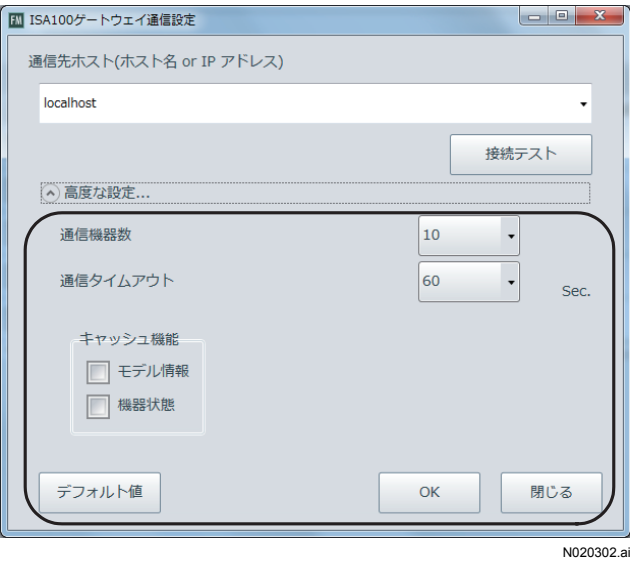 FM ISA100ゲートウェイ通信設定
通信先ホスト(ホスト名 or IP アドレス)
localhost
接続テスト
高度な設定...
通信機器数 10
通信タイムアウト 60 Sec.
キャッシュ機能
モデル情報
機器状態
デフォルト値 OK 閉じる
N020302.ai